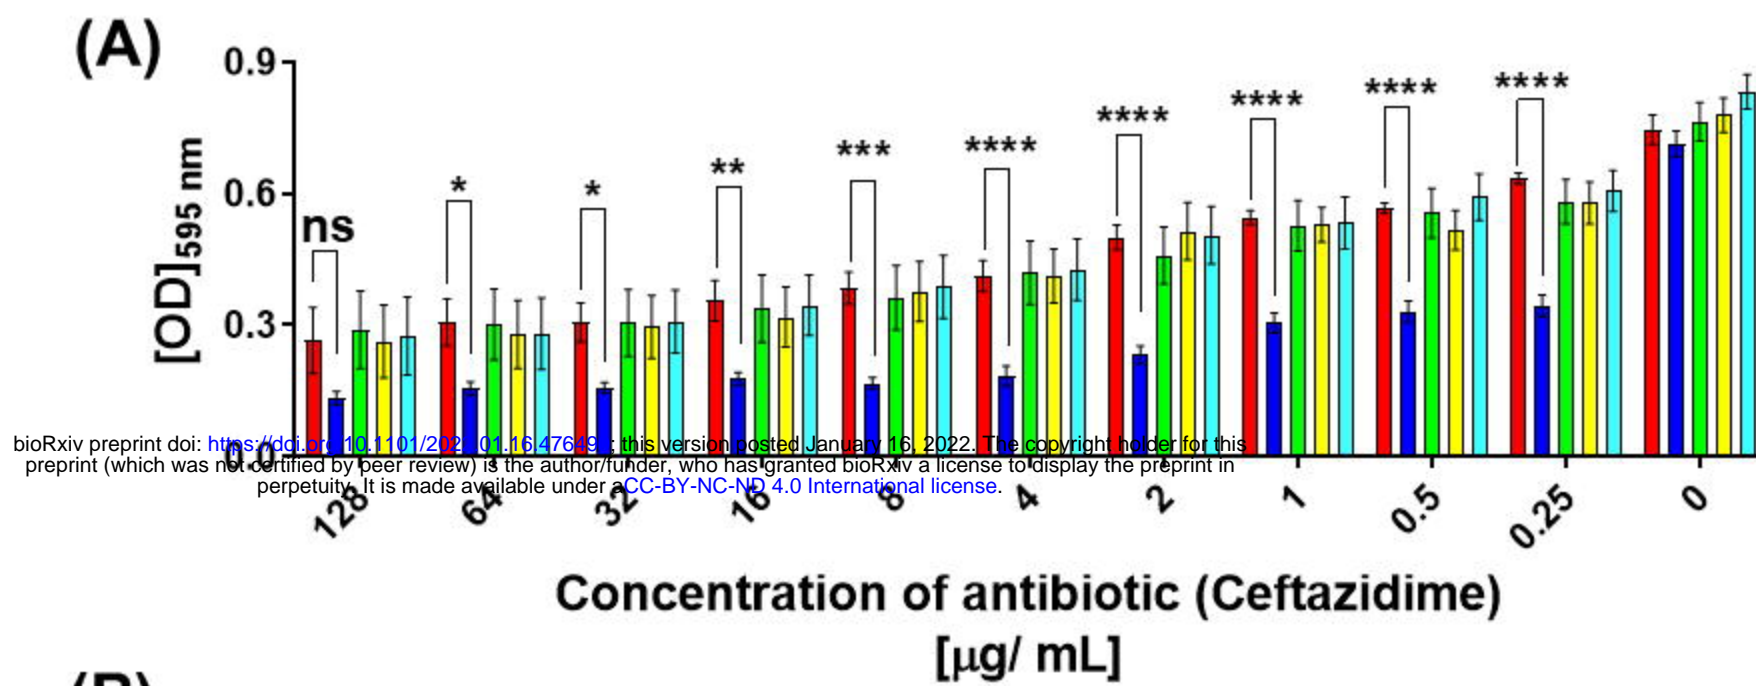 (A)
0.9
0.6
0.3
0.0
[OD]595 nm
ns
*
*
**
***
****
****
****
****
****
bioRxiv preprint doi: https://doi.org/10.1101/2022.01.16.47649 ; this version posted January 16, 2022. The copyright holder for this
preprint (which was not certified by peer review) is the author/funder, who has granted bioRxiv a license to display the preprint in
perpetuity. It is made available under aCC-BY-NC-ND 4.0 International license.
128 64 32 16 8 4 2 1 0.5 0.25 0
Concentration of antibiotic (Ceftazidime)
[µg/ mL]